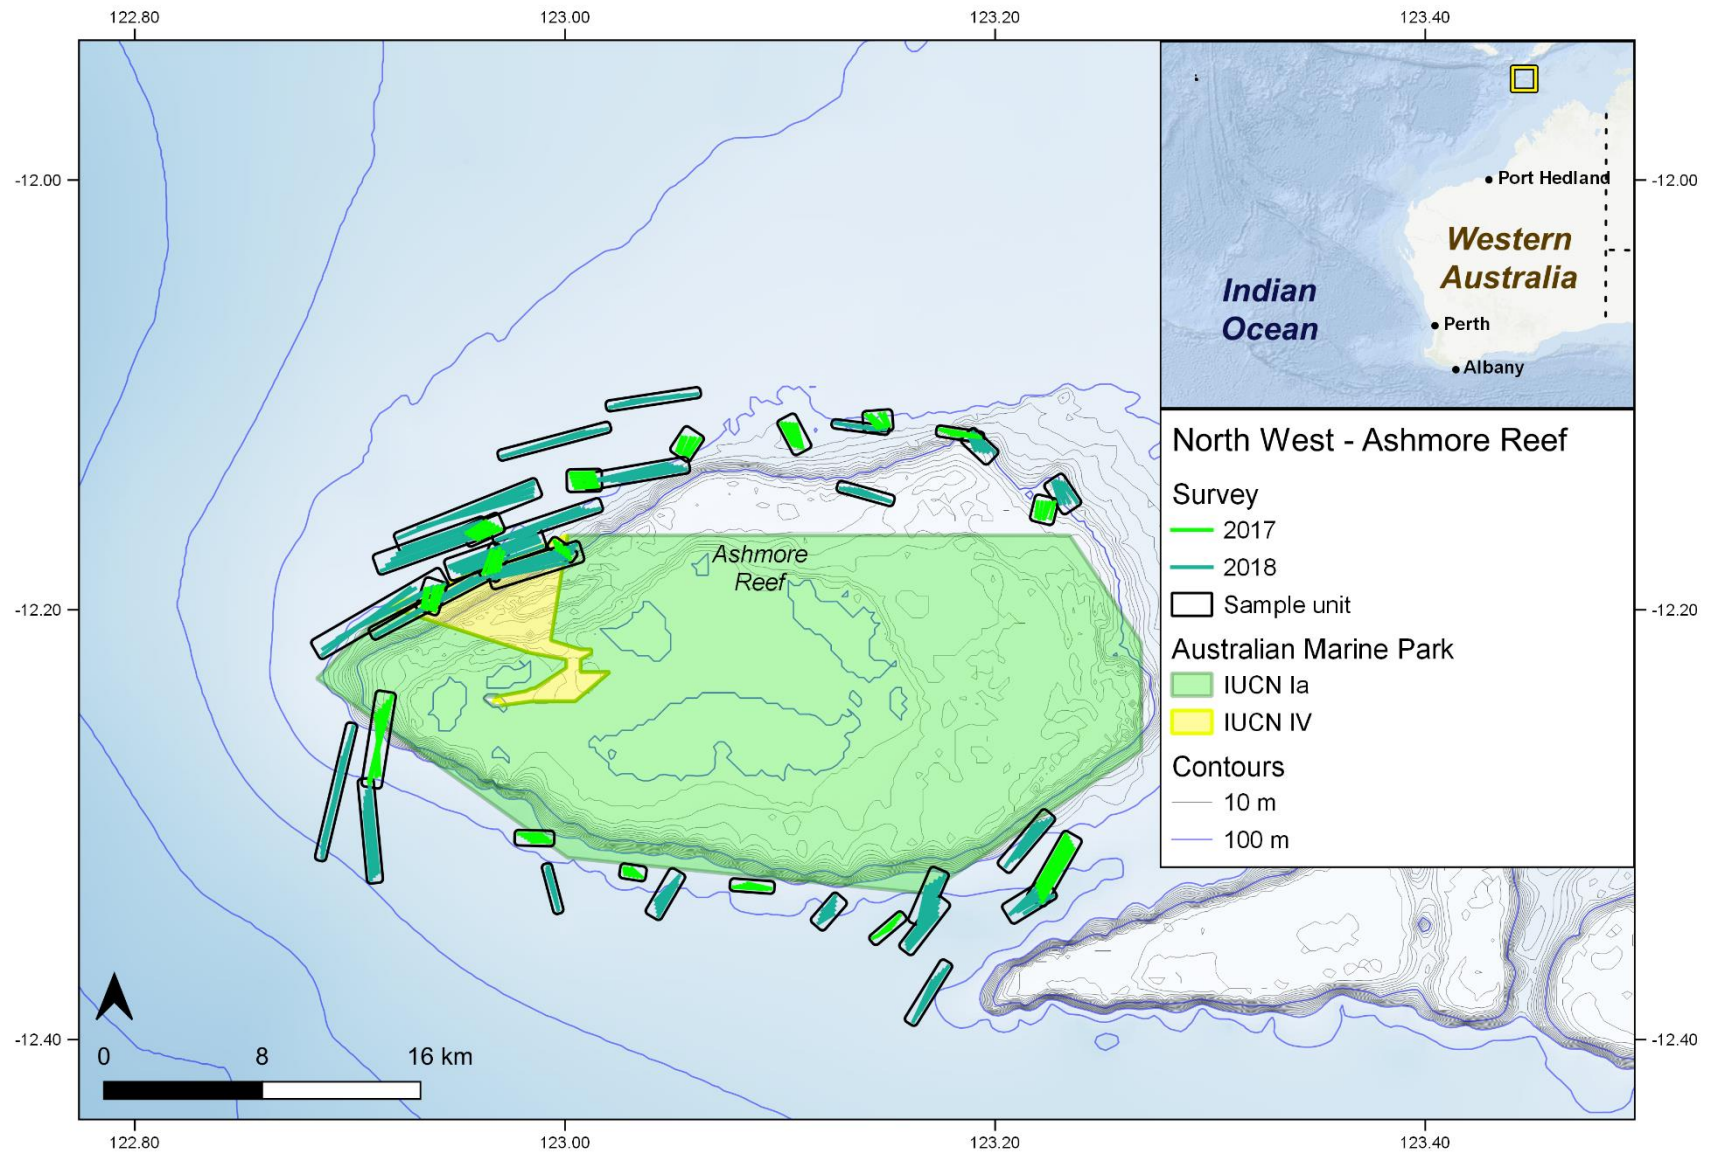 122.80 123.00 123.20 123.40
-12.00 -12.00
Port Hedland
Western
Australia
Indian
Ocean
Perth
Albany
North West - Ashmore Reef
Survey
2017
2018
Sample unit
Australian Marine Park
IUCN Ia
IUCN IV
Contours
10 m
100 m
Ashmore
Reef
-12.20 -12.20
-12.40 -12.40
0 8 16 km
122.80 123.00 123.20 123.40